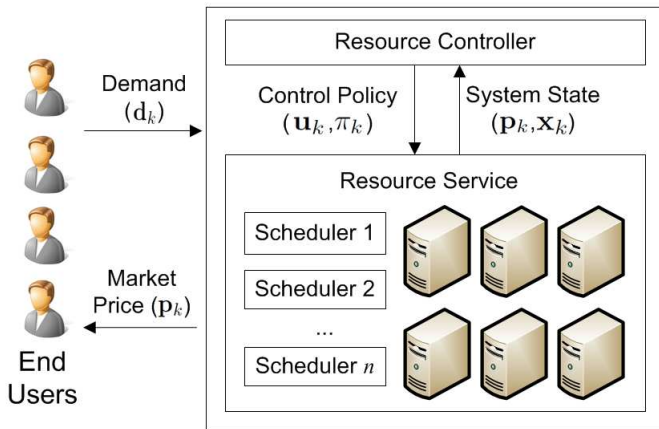 Resource Controller
Demand
(d_k)
Control Policy
(u_k,π_k)
System State
(p_k,x_k)
Resource Service
Scheduler 1
Scheduler 2
...
Scheduler n
Market
Price (p_k)
End
Users